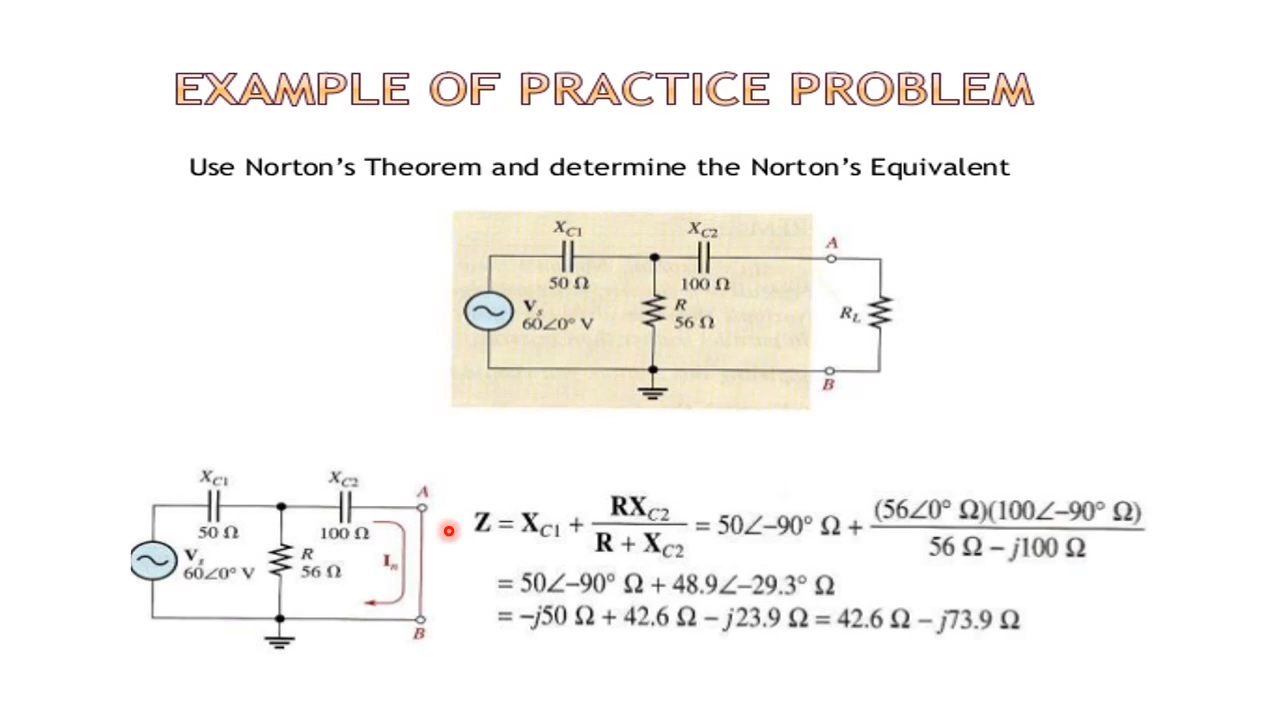 EXAMPLE OF PRACTICE PROBLEM
Use Norton's Theorem and determine the Norton's Equivalent
X_C1
X_C2
A
50 Ω
100 Ω
V_s
60∠0° V
R
56 Ω
R_L
B
X_C1
X_C2
A
50 Ω
100 Ω
V_s
60∠0° V
R
56 Ω
I_n
B
Z = X_C1 + RX_C2 / (R + X_C2) = 50∠–90° Ω + (56∠0° Ω)(100∠–90° Ω) / (56 Ω – j100 Ω)
= 50∠–90° Ω + 48.9∠–29.3° Ω
= –j50 Ω + 42.6 Ω – j23.9 Ω = 42.6 Ω – j73.9 Ω